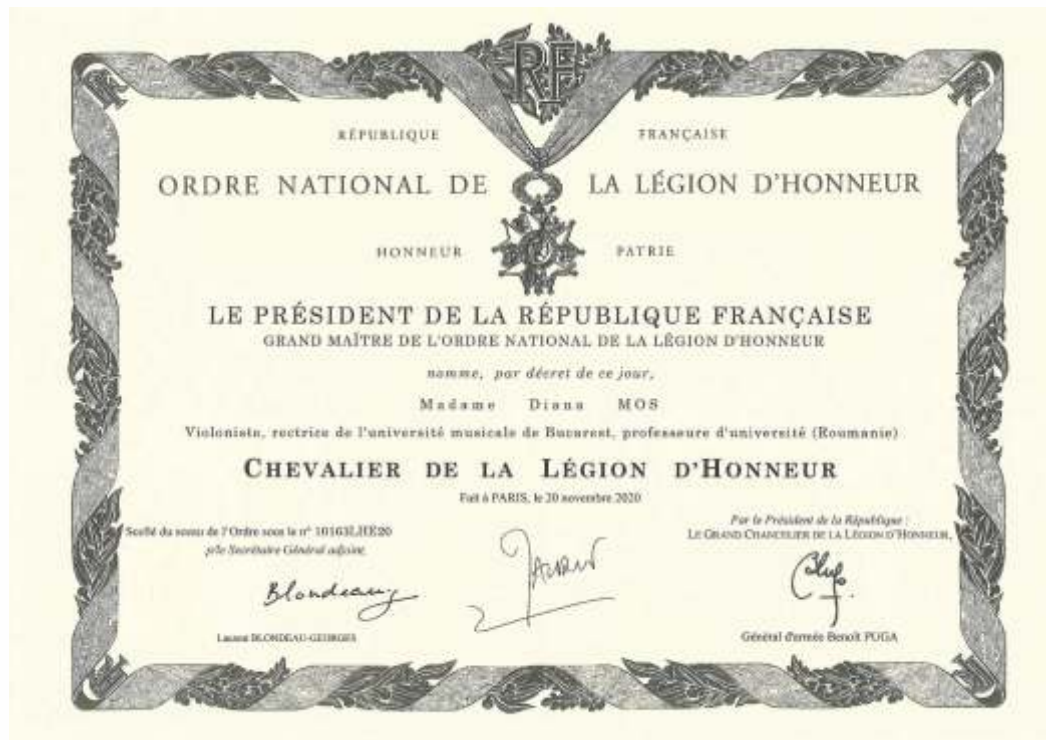 RF
RÉPUBLIQUE FRANÇAISE
ORDRE NATIONAL DE LA LÉGION D'HONNEUR
HONNEUR PATRIE
LE PRÉSIDENT DE LA RÉPUBLIQUE FRANÇAISE
GRAND MAÎTRE DE L'ORDRE NATIONAL DE LA LÉGION D'HONNEUR
nomme, par décret de ce jour,
Madame Diana MOS
Violoniste, rectrice de l'université musicale de Bucarest, professeure d'université (Roumanie)
CHEVALIER DE LA LÉGION D'HONNEUR
Fait à PARIS, le 20 novembre 2020
Scellé du sceau de l'Ordre sous le n° 10163LHE20
p/le Secrétaire Général adjoint,
Blondeau
Laurent BLONDEAU-GEORGES
Par le Président de la République :
LE GRAND CHANCELIER DE LA LÉGION D'HONNEUR,
Général d'armée Benoît PUGA